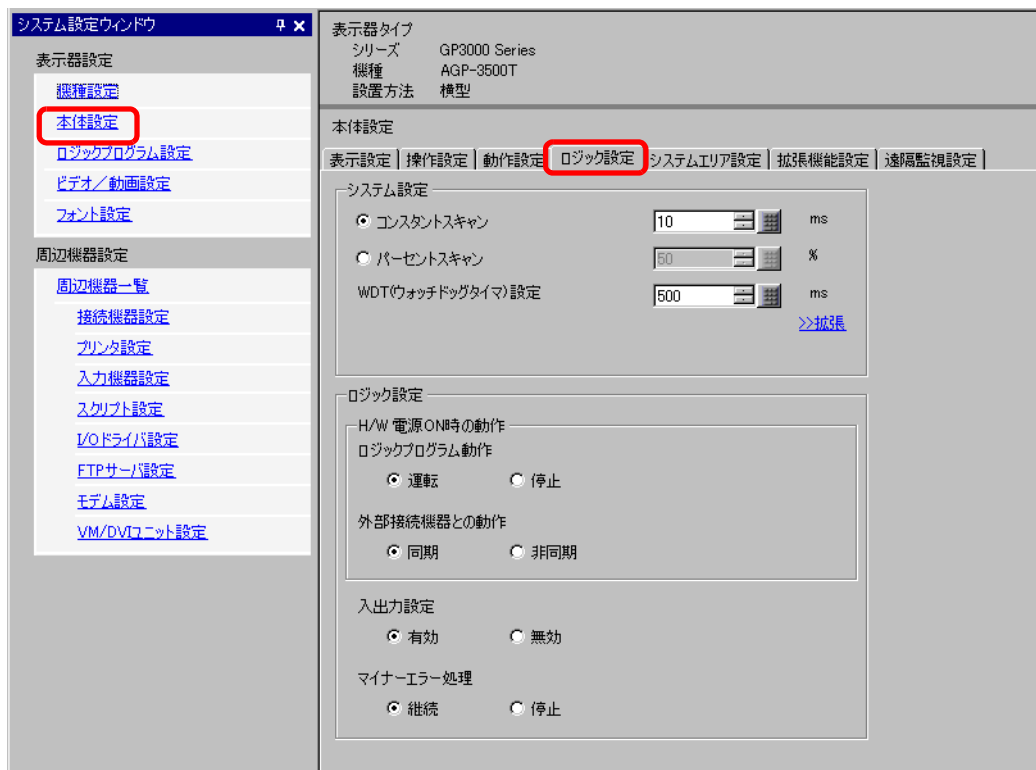 システム設定ウィンドウ
表示器設定
機種設定
本体設定
ロジックプログラム設定
ビデオ／動画設定
フォント設定
周辺機器設定
周辺機器一覧
接続機器設定
プリンタ設定
入力機器設定
スクリプト設定
I/Oドライバ設定
FTPサーバ設定
モデム設定
VM/DVIユニット設定
表示器タイプ
シリーズ GP3000 Series
機種 AGP-3500T
設置方法 横型
本体設定
表示設定 操作設定 動作設定 ロジック設定 システムエリア設定 拡張機能設定 遠隔監視設定
システム設定
コンスタントスキャン 10 ms
パーセントスキャン 50 %
WDT(ウォッチドッグタイマ)設定 500 ms
>>拡張
ロジック設定
H/W 電源ON時の動作
ロジックプログラム動作
運転 停止
外部接続機器との動作
同期 非同期
入出力設定
有効 無効
マイナーエラー処理
継続 停止